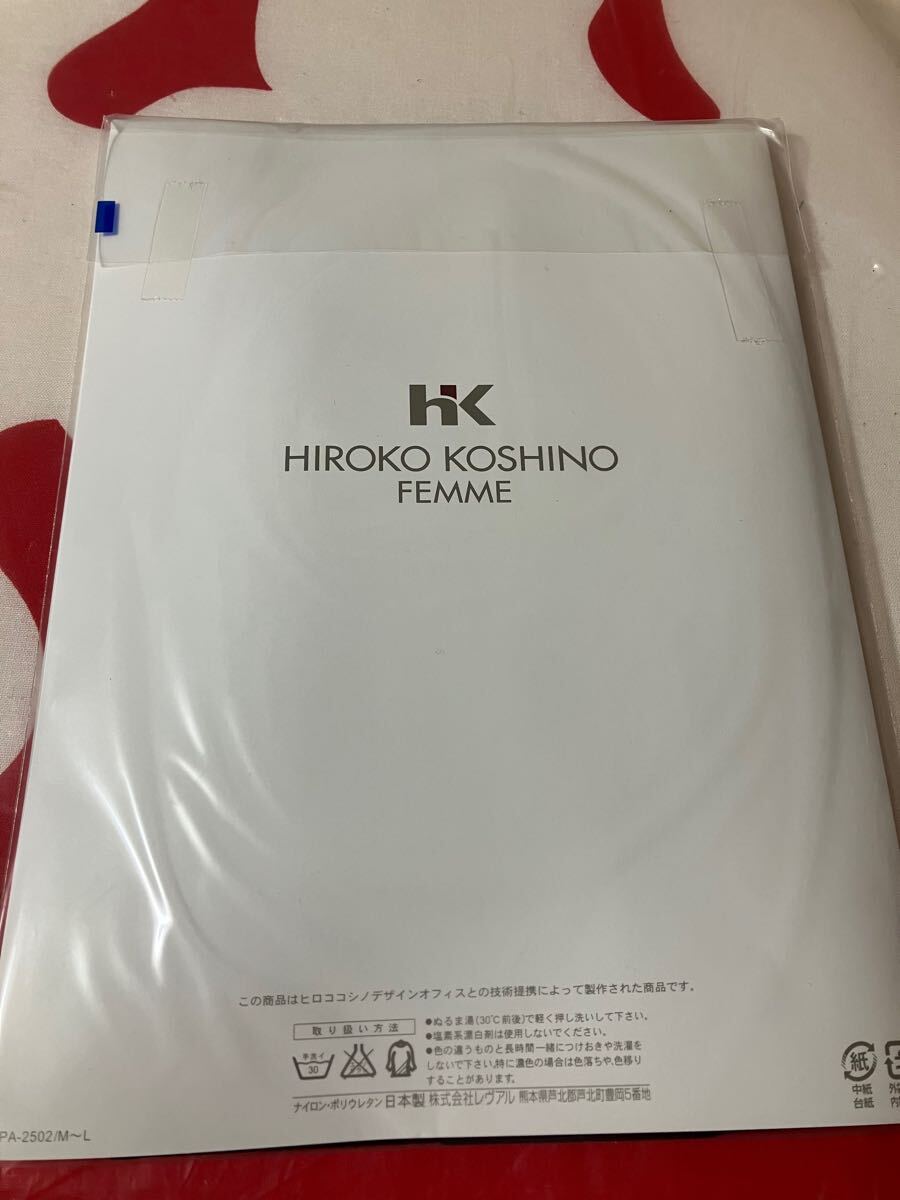 HK
HIROKO KOSHINO
FEMME
この商品はヒロココシノデザインオフィスとの技術提携によって製作された商品です。
取り扱い方法
●ぬるま湯(30℃前後)で軽く押し洗いして下さい。
●塩素系漂白剤は使用しないでください。
●色の違うものと長時間一緒につけおきや洗濯を
しないで下さい。特に濃色の場合は色落ちや、色移り
することがあります。
手洗イ
30
ナイロン・ポリウレタン 日本製 株式会社レヴアル 熊本県芦北郡芦北町豊岡5番地
紙
中紙
台紙
PA-2502/M～L